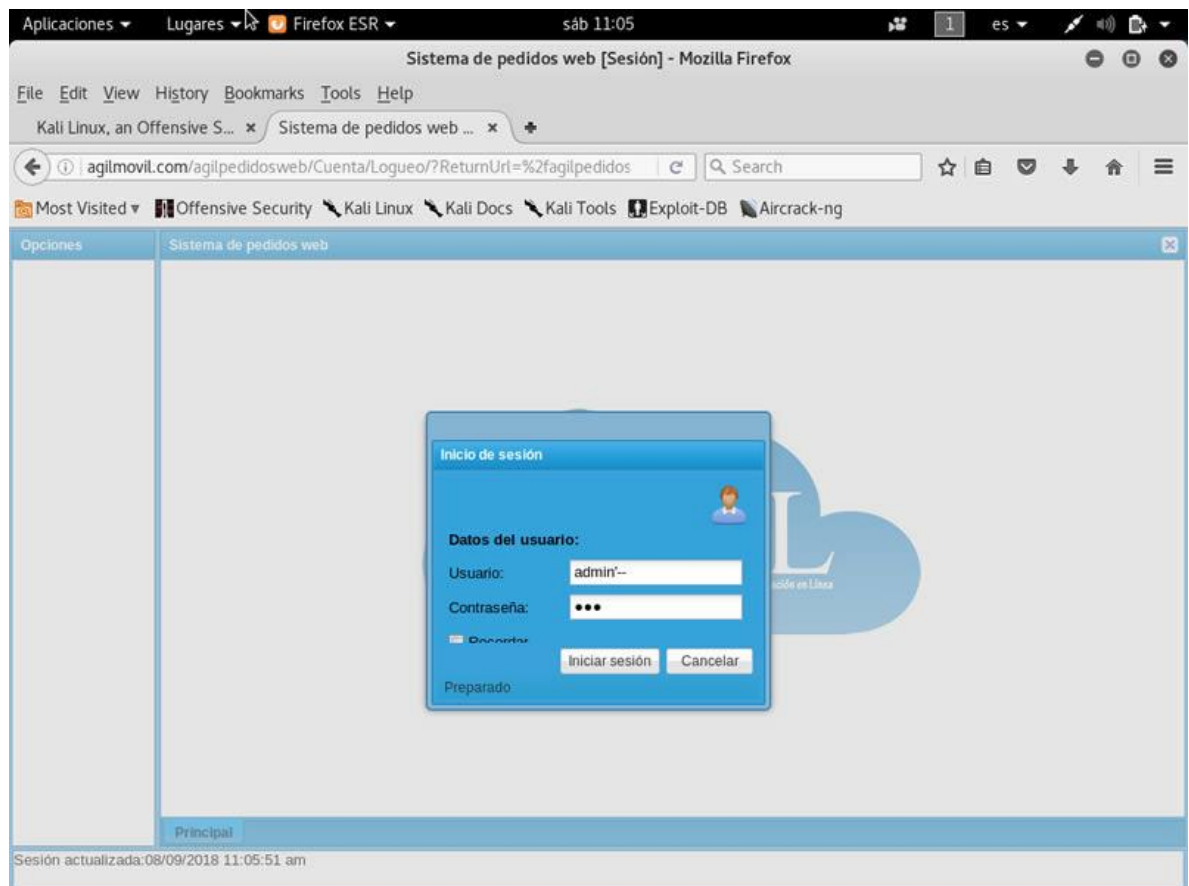 Aplicaciones Lugares Firefox ESR sáb 11:05 1 es
Sistema de pedidos web [Sesión] - Mozilla Firefox
File Edit View History Bookmarks Tools Help
Kali Linux, an Offensive S... Sistema de pedidos web ...
agilmovil.com/agilpedidosweb/Cuenta/Logueo/?ReturnUrl=%2fagilpedidos Search
Most Visited Offensive Security Kali Linux Kali Docs Kali Tools Exploit-DB Aircrack-ng
Opciones Sistema de pedidos web
Inicio de sesión
Datos del usuario:
Usuario: admin'--
Contraseña: •••
Recordar
Iniciar sesión Cancelar
Preparado
L
en Línea
Principal
Sesión actualizada:08/09/2018 11:05:51 am